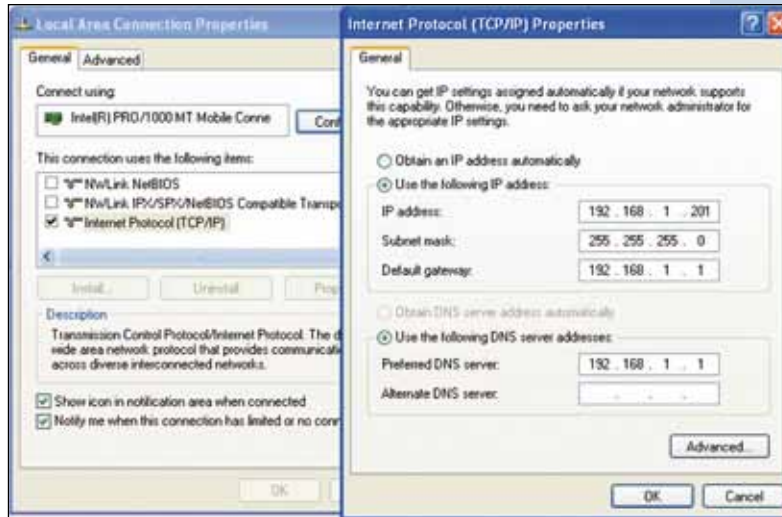 Local Area Connection Properties
General Advanced
Connect using:
Intel(R) PRO/1000 MT Mobile Conne
This connection uses the following items:
NWLink NetBIOS
NWLink IPX/SPX/NetBIOS Compatible Transpo
Internet Protocol (TCP/IP)
Install...
Uninstall
Description
Transmission Control Protocol/Internet Protocol. The d
wide area network protocol that provides communicati
across diverse interconnected networks.
Show icon in notification area when connected
Notify me when this connection has limited or no conn
OK
Internet Protocol (TCP/IP) Properties
General
You can get IP settings assigned automatically if your network supports
this capability. Otherwise, you need to ask your network administrator for
the appropriate IP settings.
Obtain an IP address automatically
Use the following IP address:
IP address: 192 . 168 . 1 . 201
Subnet mask: 255 . 255 . 255 . 0
Default gateway: 192 . 168 . 1 . 1
Obtain DNS server address automatically
Use the following DNS server addresses:
Preferred DNS server: 192 . 168 . 1 . 1
Alternate DNS server: . . .
Advanced...
OK Cancel